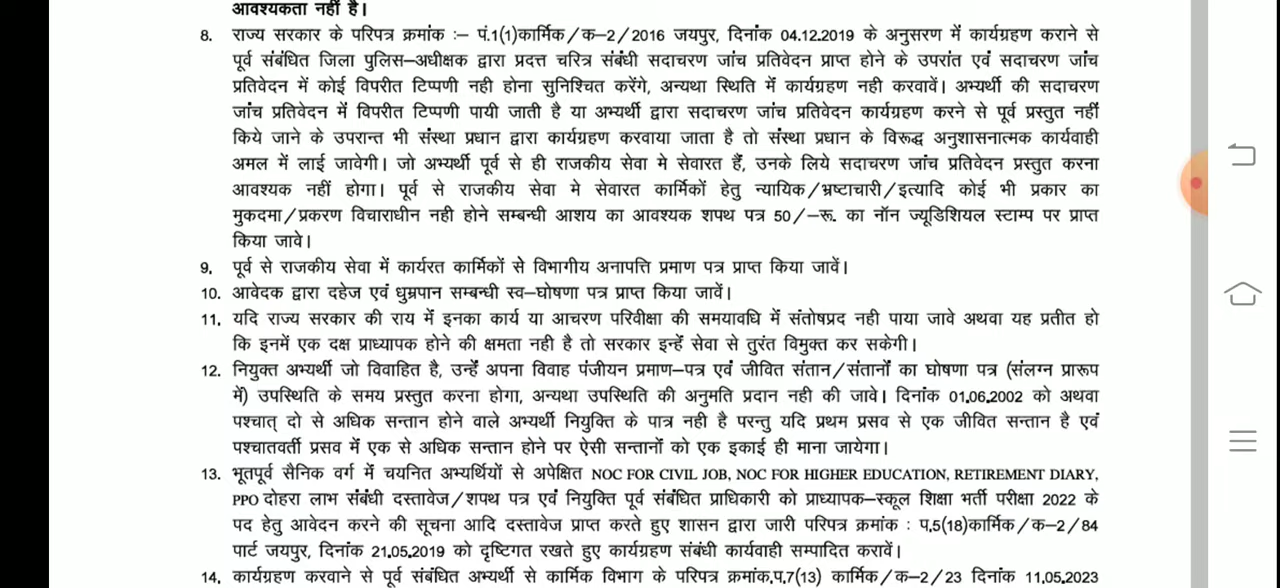 आवश्यकता नहीं है।
8. राज्य सरकार के परिपत्र क्रमांक :– पं.1(1)कार्मिक/क–2/2016 जयपुर, दिनांक 04.12.2019 के अनुसरण में कार्यग्रहण कराने से
पूर्व संबंधित जिला पुलिस–अधीक्षक द्वारा प्रदत्त चरित्र संबंधी सदाचरण जांच प्रतिवेदन प्राप्त होने के उपरांत एवं सदाचरण जांच
प्रतिवेदन में कोई विपरीत टिप्पणी नही होना सुनिश्चित करेंगे, अन्यथा स्थिति में कार्यग्रहण नही करवावें। अभ्यर्थी की सदाचरण
जांच प्रतिवेदन में विपरीत टिप्पणी पायी जाती है या अभ्यर्थी द्वारा सदाचरण जांच प्रतिवेदन कार्यग्रहण करने से पूर्व प्रस्तुत नहीं
किये जाने के उपरान्त भी संस्था प्रधान द्वारा कार्यग्रहण करवाया जाता है तो संस्था प्रधान के विरूद्ध अनुशासनात्मक कार्यवाही
अमल में लाई जावेगी। जो अभ्यर्थी पूर्व से ही राजकीय सेवा मे सेवारत हैं, उनके लिये सदाचरण जांच प्रतिवेदन प्रस्तुत करना
आवश्यक नहीं होगा। पूर्व से राजकीय सेवा मे सेवारत कार्मिकों हेतु न्यायिक/भ्रष्टाचारी/इत्यादि कोई भी प्रकार का
मुकदमा/प्रकरण विचाराधीन नही होने सम्बन्धी आशय का आवश्यक शपथ पत्र 50/–रू. का नॉन ज्यूडिशियल स्टाम्प पर प्राप्त
किया जावे।
9. पूर्व से राजकीय सेवा में कार्यरत कार्मिकों से विभागीय अनापत्ति प्रमाण पत्र प्राप्त किया जावें।
10. आवेदक द्वारा दहेज एवं धुम्रपान सम्बन्धी स्व–घोषणा पत्र प्राप्त किया जावें।
11. यदि राज्य सरकार की राय में इनका कार्य या आचरण परिवीक्षा की समयावधि में संतोषप्रद नही पाया जावे अथवा यह प्रतीत हो
कि इनमें एक दक्ष प्राध्यापक होने की क्षमता नही है तो सरकार इन्हें सेवा से तुरंत विमुक्त कर सकेगी।
12. नियुक्त अभ्यर्थी जो विवाहित है, उन्हें अपना विवाह पंजीयन प्रमाण–पत्र एवं जीवित संतान/संतानों का घोषणा पत्र (संलग्न प्रारूप
में) उपस्थिति के समय प्रस्तुत करना होगा, अन्यथा उपस्थिति की अनुमति प्रदान नही की जावे। दिनांक 01.06.2002 को अथवा
पश्चात् दो से अधिक सन्तान होने वाले अभ्यर्थी नियुक्ति के पात्र नही है परन्तु यदि प्रथम प्रसव से एक जीवित सन्तान है एवं
पश्चातवर्ती प्रसव में एक से अधिक सन्तान होने पर ऐसी सन्तानों को एक इकाई ही माना जायेगा।
13. भूतपूर्व सैनिक वर्ग में चयनित अभ्यर्थियों से अपेक्षित NOC FOR CIVIL JOB, NOC FOR HIGHER EDUCATION, RETIREMENT DIARY,
PPO दोहरा लाभ संबंधी दस्तावेज/शपथ पत्र एवं नियुक्ति पूर्व संबंधित प्राधिकारी को प्राध्यापक–स्कूल शिक्षा भर्ती परीक्षा 2022 के
पद हेतु आवेदन करने की सूचना आदि दस्तावेज प्राप्त करते हुए शासन द्वारा जारी परिपत्र क्रमांक : प.5(18)कार्मिक/क–2/84
पार्ट जयपुर, दिनांक 21.05.2019 को दृष्टिगत रखते हुए कार्यग्रहण संबंधी कार्यवाही सम्पादित करावें।
14. कार्यग्रहण करवाने से पूर्व संबंधित अभ्यर्थी से कार्मिक विभाग के परिपत्र क्रमांक.प.7(13) कार्मिक/क–2/23 दिनांक 11.05.2023